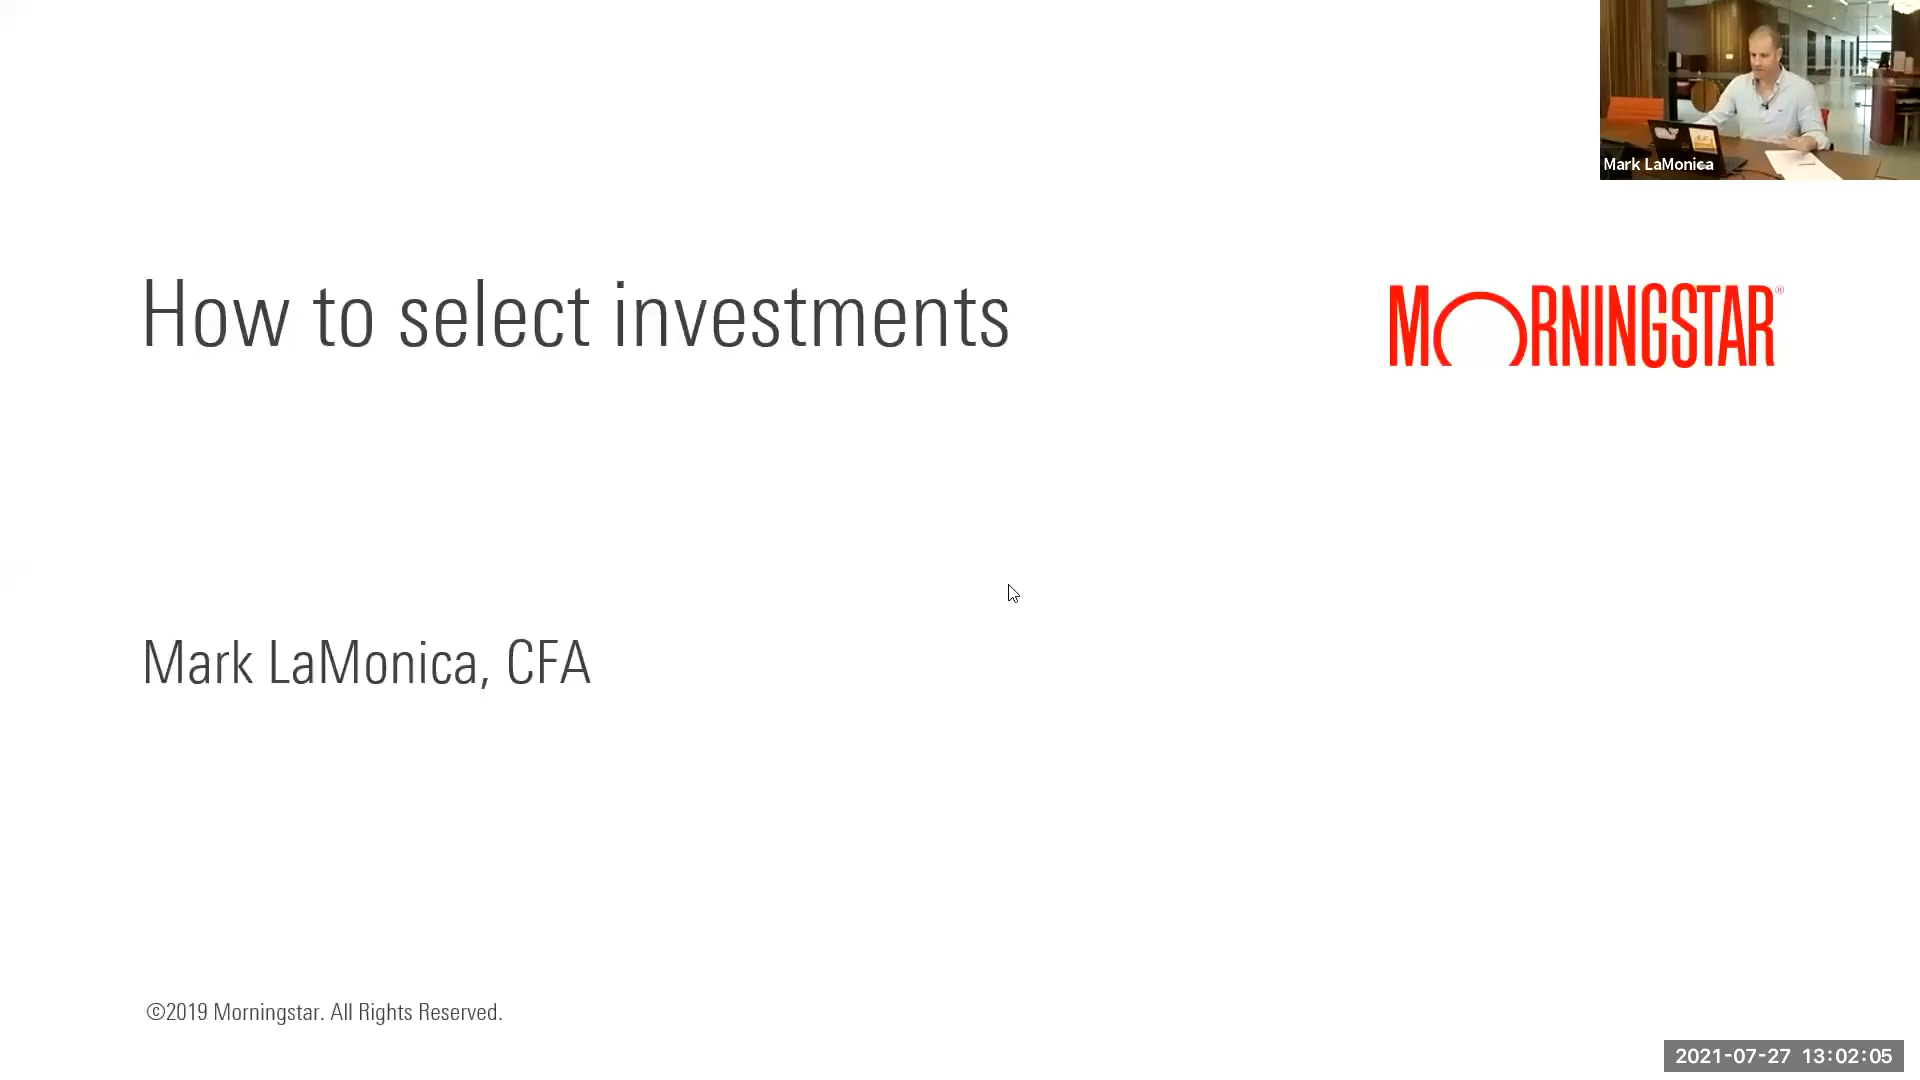 Mark LaMonica
How to select investments
MORNINGSTAR®
Mark LaMonica, CFA
©2019 Morningstar. All Rights Reserved.
2021-07-27 13:02:05